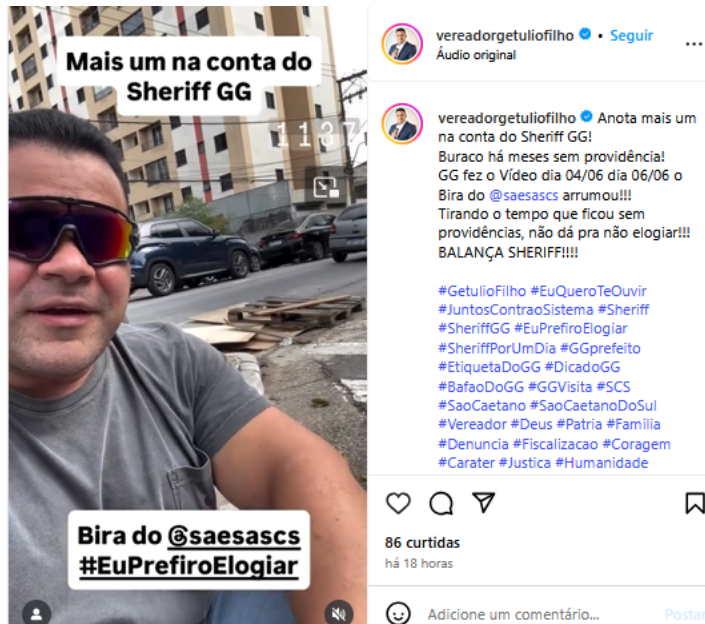 Mais um na conta do
Sheriff GG
1137
Bira do @saesascs
#EuPrefiroElogiar
vereadorgetuliofilho • Seguir
Áudio original
...
vereadorgetuliofilho Anota mais um
na conta do Sheriff GG!
Buraco há meses sem providência!
GG fez o Vídeo dia 04/06 dia 06/06 o
Bira do @saesascs arrumou!!!
Tirando o tempo que ficou sem
providências, não dá pra não elogiar!!!
BALANÇA SHERIFF!!!!
#GetulioFilho #EuQueroTeOuvir
#JuntosContraoSistema #Sheriff
#SheriffGG #EuPrefiroElogiar
#SheriffPorUmDia #GGprefeito
#EtiquetaDoGG #DicadoGG
#BafaoDoGG #GGVisita #SCS
#SaoCaetano #SaoCaetanoDoSul
#Vereador #Deus #Patria #Familia
#Denuncia #Fiscalizacao #Coragem
#Carater #Justica #Humanidade
86 curtidas
há 18 horas
Adicione um comentário... Postar